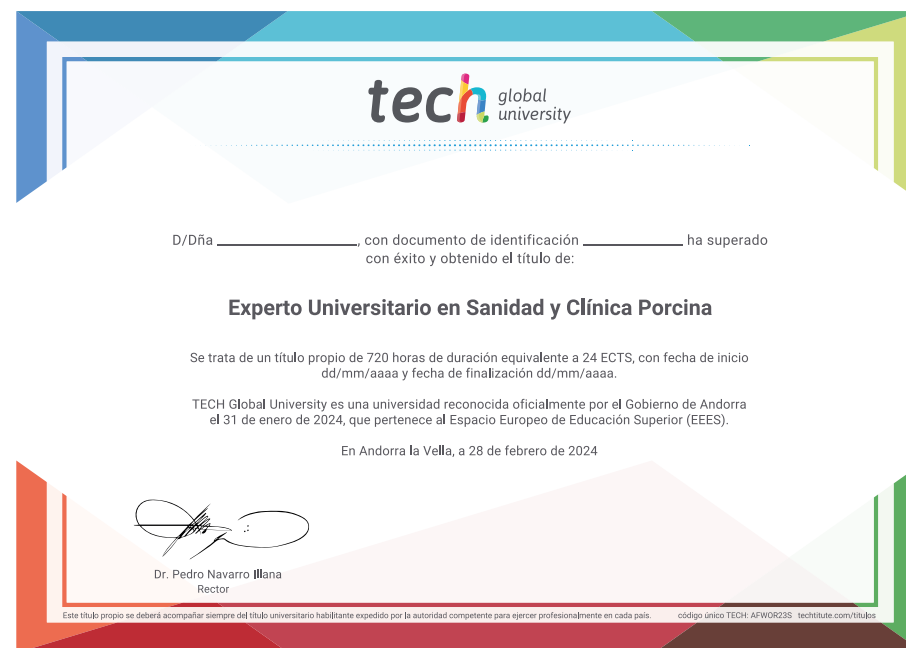 tech global university
D/Dña ____________________, con documento de identificación ______________ ha superado
con éxito y obtenido el título de:
Experto Universitario en Sanidad y Clínica Porcina
Se trata de un título propio de 720 horas de duración equivalente a 24 ECTS, con fecha de inicio
dd/mm/aaaa y fecha de finalización dd/mm/aaaa.
TECH Global University es una universidad reconocida oficialmente por el Gobierno de Andorra
el 31 de enero de 2024, que pertenece al Espacio Europeo de Educación Superior (EEES).
En Andorra la Vella, a 28 de febrero de 2024
Dr. Pedro Navarro Illana
Rector
Este título propio se deberá acompañar siempre del título universitario habilitante expedido por la autoridad competente para ejercer profesionalmente en cada país. código único TECH: AFWOR23S techtitute.com/titulos